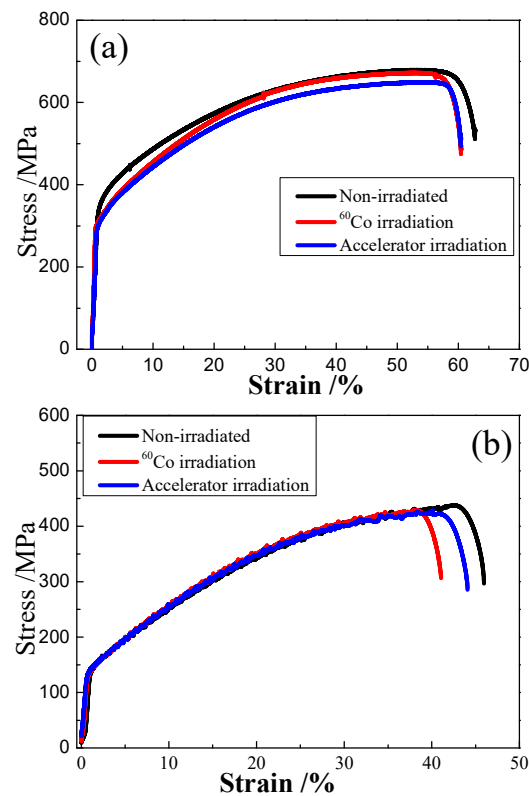 (a)
800
600
400
200
0
Stress /MPa
Non-irradiated
⁶⁰Co irradiation
Accelerator irradiation
0 10 20 30 40 50 60 70
Strain /%
(b)
600
500
400
300
200
100
0
Stress /MPa
Non-irradiated
⁶⁰Co irradiation
Accelerator irradiation
0 10 20 30 40 50
Strain /%